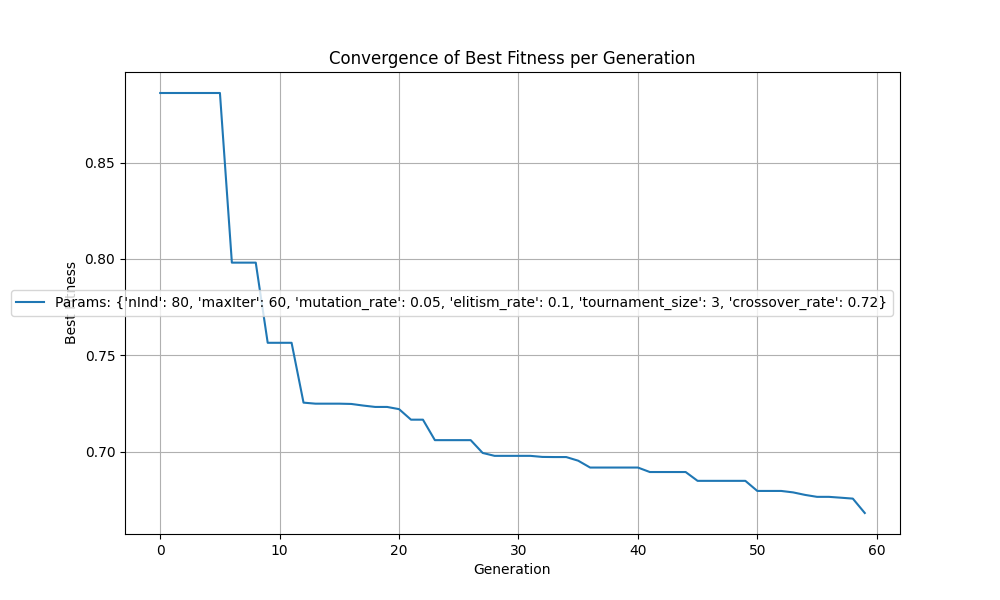 Convergence of Best Fitness per Generation
0.85
0.80
Best Fitness
Params: {'nInd': 80, 'maxIter': 60, 'mutation_rate': 0.05, 'elitism_rate': 0.1, 'tournament_size': 3, 'crossover_rate': 0.72}
0.75
0.70
0 10 20 30 40 50 60
Generation